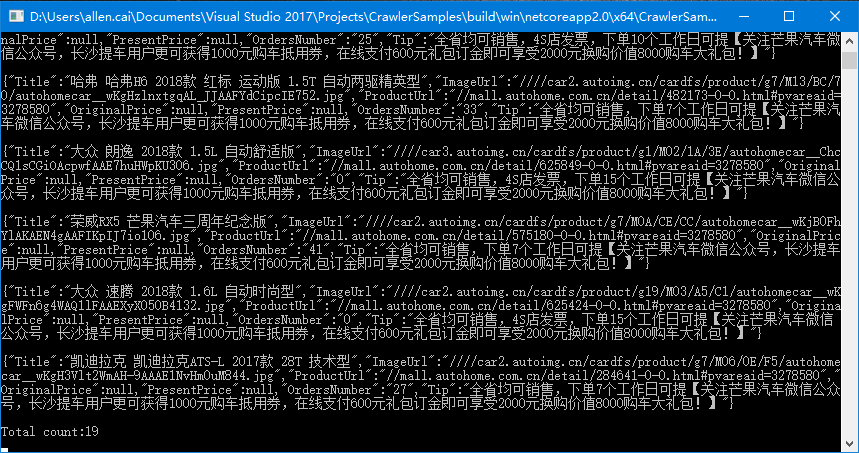 D:\Users\allen.cai\Documents\Visual Studio 2017\Projects\CrawlerSamples\build\win\netcoreapp2.0\x64\CrawlerSam...
nalPrice":null,"PresentPrice":null,"OrdersNumber":"25","Tip":"全省均可销售，4S店发票，下单10个工作日可提【关注芒果汽车微
信公众号，长沙提车用户更可获得1000元购车抵用券，在线支付600元礼包订金即可享受2000元换购价值8000购车大礼包！】"}
{"Title":"哈弗 哈弗H6 2018款 红标 运动版 1.5T 自动两驱精英型","ImageUrl":"////car2.autoimg.cn/cardfs/product/g7/M13/BC/7
0/autohomecar__wKgHzlnxtgqAL_JJAAFYdCipcIE752.jpg","ProductUrl":"//mall.autohome.com.cn/detail/482173-0-0.html#pvareaid=
3278580","OriginalPrice":null,"PresentPrice":null,"OrdersNumber":"33","Tip":"全省均可销售，下单7个工作日可提【关注芒果汽
车微信公众号，长沙提车用户更可获得1000元购车抵用券，在线支付600元礼包订金即可享受2000元换购价值8000购车大礼包！】"}
{"Title":"大众 朗逸 2018款 1.5L 自动舒适版","ImageUrl":"////car3.autoimg.cn/cardfs/product/g1/M02/1A/3E/autohomecar__Chc
CQ1sCGiOAcpwfAAE7huHWpKU306.jpg","ProductUrl":"//mall.autohome.com.cn/detail/625849-0-0.html#pvareaid=3278580","Original
Price":null,"PresentPrice":null,"OrdersNumber":"0","Tip":"全省均可销售，4S店发票，下单15个工作日可提【关注芒果汽车微信公
众号，长沙提车用户更可获得1000元购车抵用券，在线支付600元礼包订金即可享受2000元换购价值8000购车大礼包！】"}
{"Title":"荣威RX5 芒果汽车三周年纪念版","ImageUrl":"////car2.autoimg.cn/cardfs/product/g7/M0A/CE/CC/autohomecar__wKjB0Fh
YlAKAEN4gAAFIKpIJ7io106.jpg","ProductUrl":"//mall.autohome.com.cn/detail/575180-0-0.html#pvareaid=3278580","OriginalPric
e":null,"PresentPrice":null,"OrdersNumber":"41","Tip":"全省均可销售，下单7个工作日可提【关注芒果汽车微信公众号，长沙提车
用户更可获得1000元购车抵用券，在线支付600元礼包订金即可享受2000元换购价值8000购车大礼包！】"}
{"Title":"大众 速腾 2018款 1.6L 自动时尚型","ImageUrl":"////car2.autoimg.cn/cardfs/product/g19/M03/A5/C1/autohomecar__wK
gFWFn6g4WAQllFAAEXyX050B4132.jpg","ProductUrl":"//mall.autohome.com.cn/detail/625424-0-0.html#pvareaid=3278580","Origina
lPrice":null,"PresentPrice":null,"OrdersNumber":"0","Tip":"全省均可销售，4S店发票，下单15个工作日可提【关注芒果汽车微信
公众号，长沙提车用户更可获得1000元购车抵用券，在线支付600元礼包订金即可享受2000元换购价值8000购车大礼包！】"}
{"Title":"凯迪拉克 凯迪拉克ATS-L 2017款 28T 技术型","ImageUrl":"////car2.autoimg.cn/cardfs/product/g7/M06/0E/F5/autohome
car__wKgH3Vlt2WmAH-9AAAE1NvHm0uM844.jpg","ProductUrl":"//mall.autohome.com.cn/detail/284641-0-0.html#pvareaid=3278580","
OriginalPrice":null,"PresentPrice":null,"OrdersNumber":"27","Tip":"全省均可销售，下单7个工作日可提【关注芒果汽车微信公众
号，长沙提车用户更可获得1000元购车抵用券，在线支付600元礼包订金即可享受2000元换购价值8000购车大礼包！】"}
Total count:19